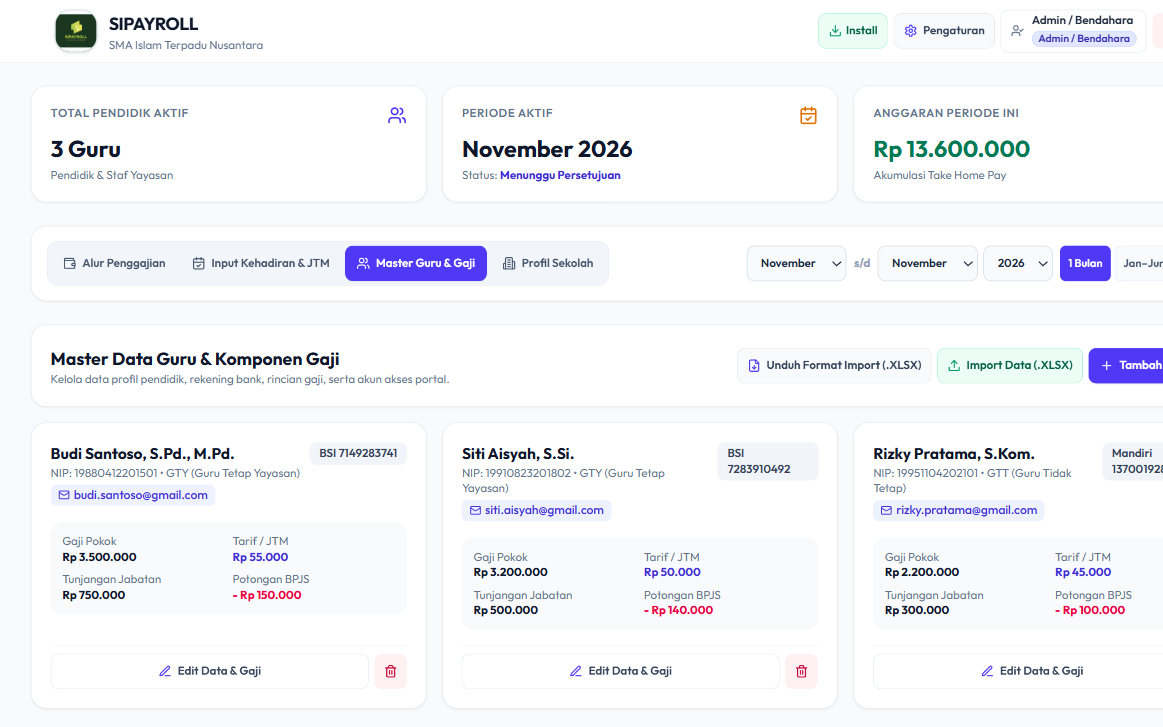 SIPAYROLL
SIPAYROLL
SMA Islam Terpadu Nusantara
Install
Pengaturan
Admin / Bendahara
Admin / Bendahara
TOTAL PENDIDIK AKTIF
3 Guru
Pendidik & Staf Yayasan
PERIODE AKTIF
November 2026
Status: Menunggu Persetujuan
ANGGARAN PERIODE INI
Rp 13.600.000
Akumulasi Take Home Pay
Alur Penggajian
Input Kehadiran & JTM
Master Guru & Gaji
Profil Sekolah
November
s/d
November
2026
1 Bulan
Jan–Jun
Master Data Guru & Komponen Gaji
Kelola data profil pendidik, rekening bank, rincian gaji, serta akun akses portal.
Unduh Format Import (.XLSX)
Import Data (.XLSX)
+ Tambah
Budi Santoso, S.Pd., M.Pd.
BSI 7149283741
NIP: 19880412201501 • GTY (Guru Tetap Yayasan)
budi.santoso@gmail.com
Gaji Pokok
Tarif / JTM
Rp 3.500.000
Rp 55.000
Tunjangan Jabatan
Potongan BPJS
Rp 750.000
- Rp 150.000
Edit Data & Gaji
Siti Aisyah, S.Si.
BSI
7283910492
NIP: 19910823201802 • GTY (Guru Tetap
Yayasan)
siti.aisyah@gmail.com
Gaji Pokok
Tarif / JTM
Rp 3.200.000
Rp 50.000
Tunjangan Jabatan
Potongan BPJS
Rp 500.000
- Rp 140.000
Edit Data & Gaji
Rizky Pratama, S.Kom.
Mandiri
137001928
NIP: 19951104202101 • GTT (Guru Tidak
Tetap)
rizky.pratama@gmail.com
Gaji Pokok
Tarif / JTM
Rp 2.200.000
Rp 45.000
Tunjangan Jabatan
Potongan BPJS
Rp 300.000
- Rp 100.000
Edit Data & Gaji